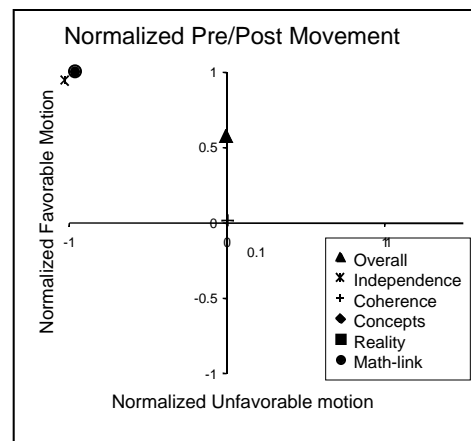 Normalized Pre/Post Movement
Normalized Favorable Motion
1
0.5
0
-1
0
0.1
1
-0.5
-1
Overall
Independence
Coherence
Concepts
Reality
Math-link
Normalized Unfavorable motion